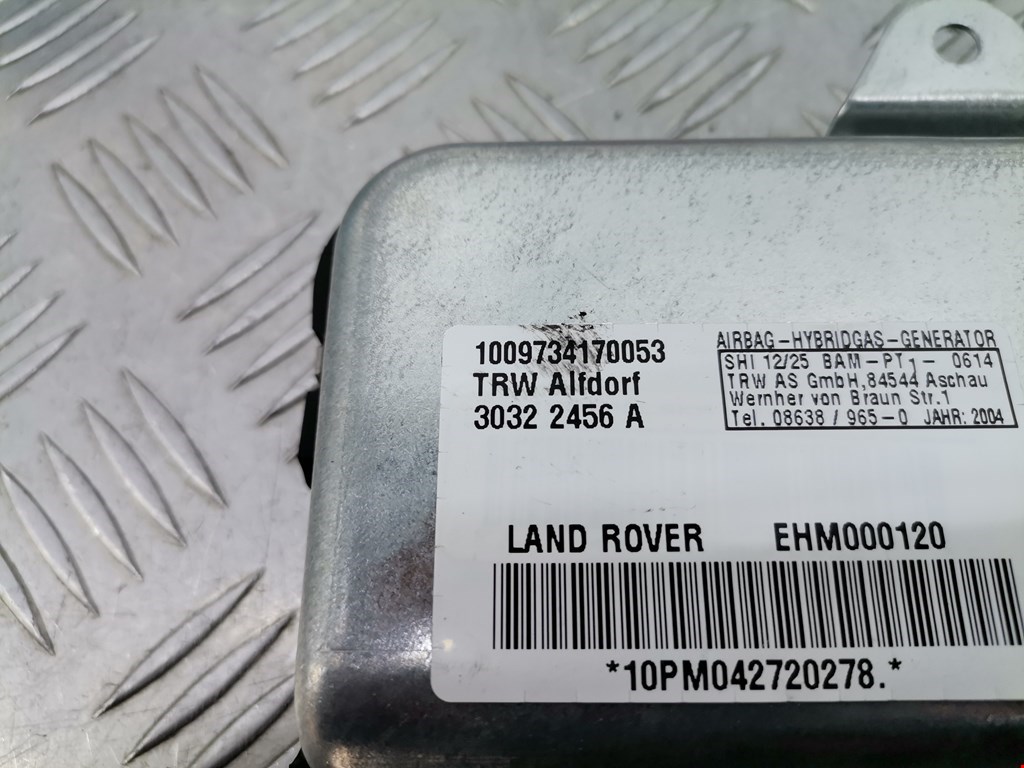 1009734170053
TRW Alfdorf
3032 2456 A
AIRBAG-HYBRIDGAS-GENERATOR
SHI 12/25 BAM-PT1- 0614
TRW AS GmbH,84544 Aschau
Wernher von Braun Str.1
Tel. 08638/965-0 JAHR: 2004
LAND ROVER EHM000120
*10PM042720278.*